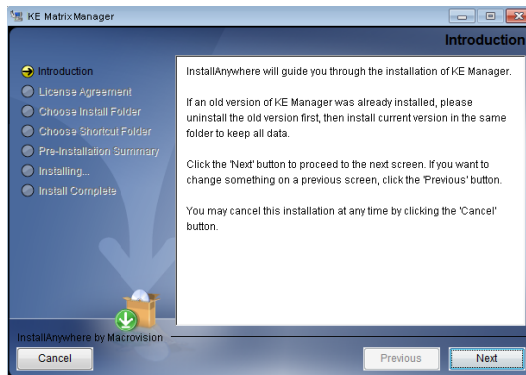 KE MatrixManager
Introduction
Introduction
License Agreement
Choose Install Folder
Choose Shortcut Folder
Pre-Installation Summary
Installing...
Install Complete
InstallAnywhere will guide you through the installation of KE Manager.
If an old version of KE Manager was already installed, please
uninstall the old version first, then install current version in the same
folder to keep all data.
Click the 'Next' button to proceed to the next screen. If you want to
change something on a previous screen, click the 'Previous' button.
You may cancel this installation at any time by clicking the 'Cancel'
button.
InstallAnywhere by Macrovision
Cancel
Previous
Next